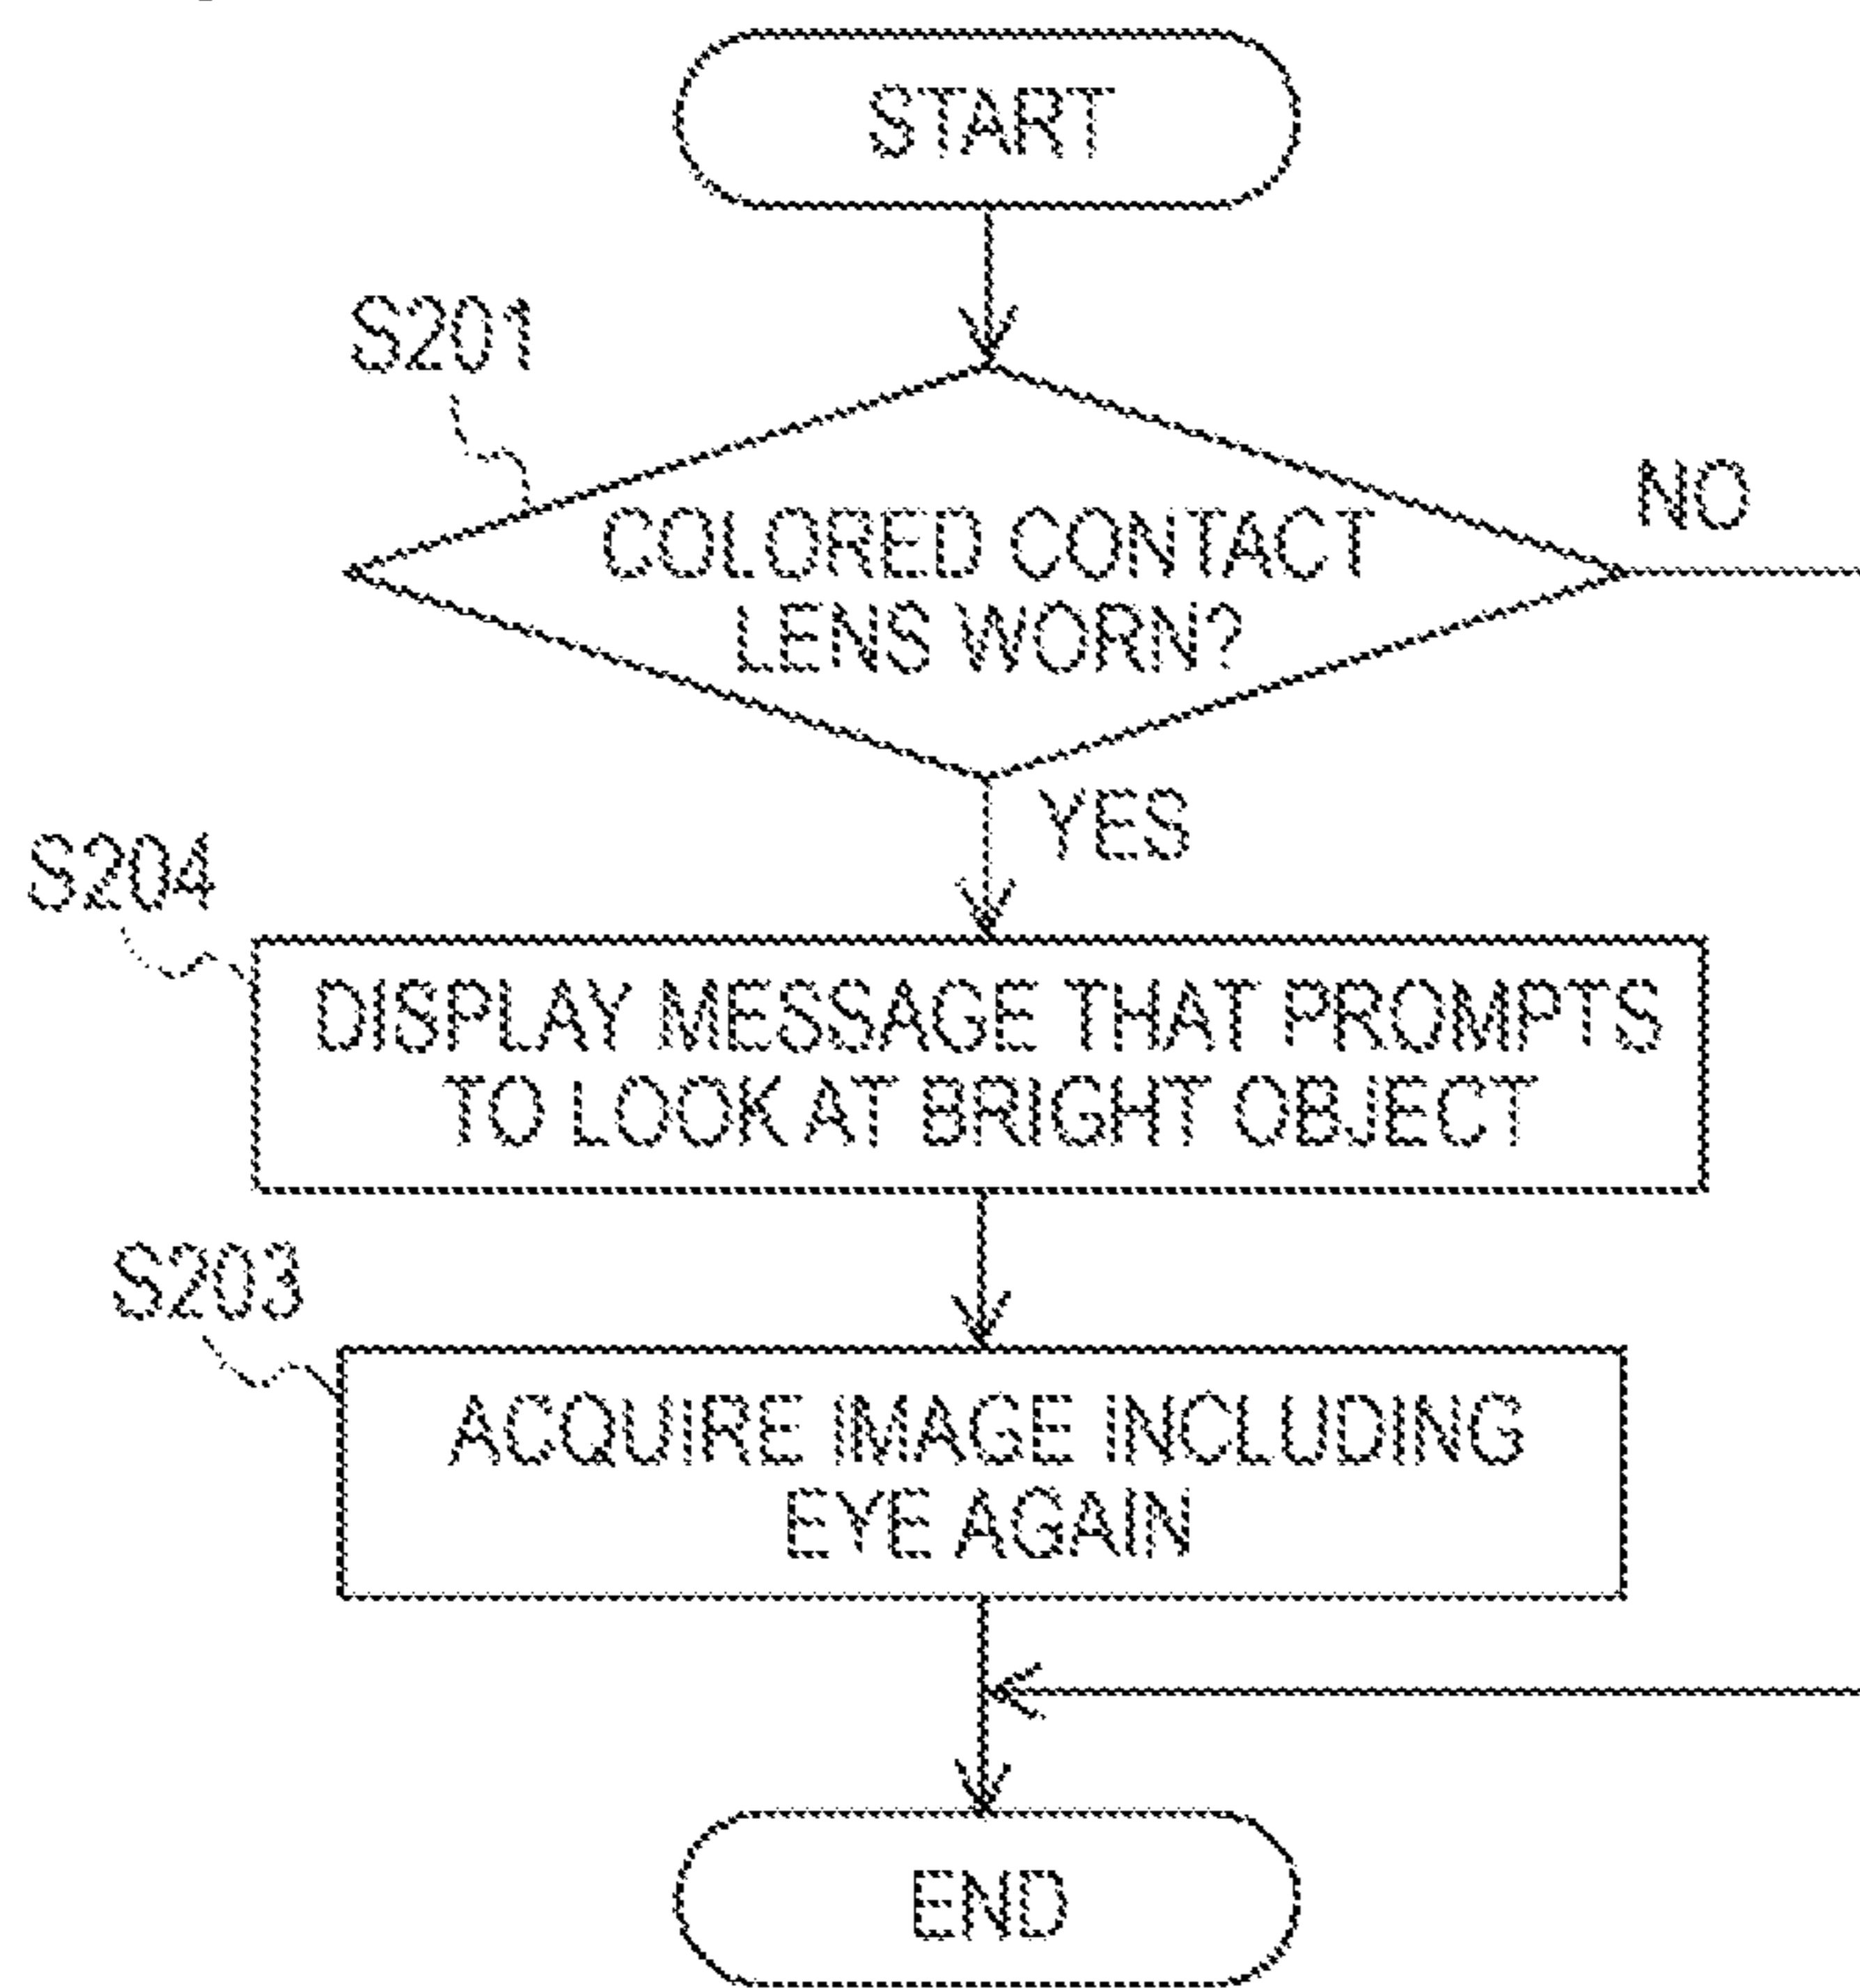 START
S201
NO
COLORED CONTACT
LENS WORN?
YES
S204
DISPLAY MESSAGE THAT PROMPTS
TO LOOK AT BRIGHT OBJECT
S203
ACQUIRE IMAGE INCLUDING
EYE AGAIN
END